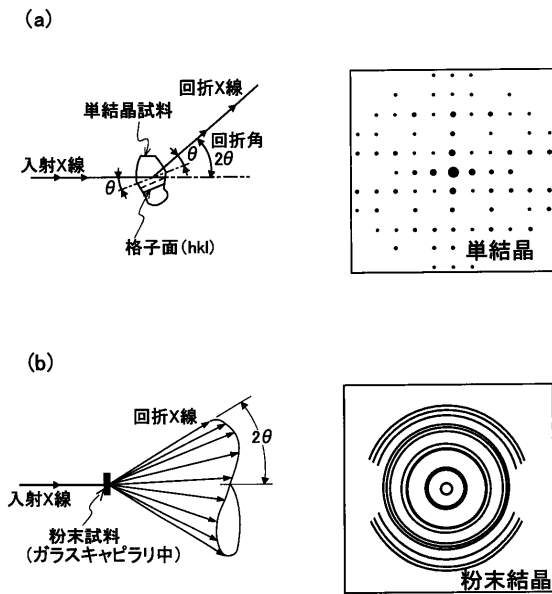 (a)
回折X線
単結晶試料
θ
回折角
2θ
入射X線
θ
格子面(hkl)
単結晶
(b)
回折X線
2θ
入射X線
粉末試料
(ガラスキャピラリ中)
粉末結晶